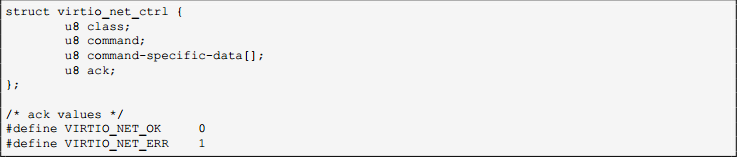 struct virtio_net_ctrl {
        u8 class;
        u8 command;
        u8 command-specific-data[];
        u8 ack;
};

/* ack values */
#define VIRTIO_NET_OK     0
#define VIRTIO_NET_ERR    1